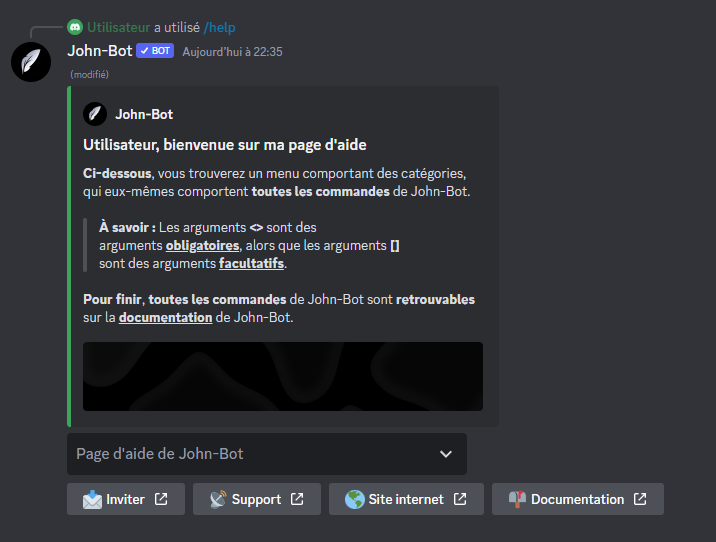 Utilisateur a utilisé /help
John-Bot ✓ BOT Aujourd'hui à 22:35
(modifié)
John-Bot
Utilisateur, bienvenue sur ma page d'aide
Ci-dessous, vous trouverez un menu comportant des catégories,
qui eux-mêmes comportent toutes les commandes de John-Bot.
À savoir : Les arguments <> sont des
arguments obligatoires, alors que les arguments []
sont des arguments facultatifs.
Pour finir, toutes les commandes de John-Bot sont retrouvables
sur la documentation de John-Bot.
Page d'aide de John-Bot
Inviter Support Site internet Documentation